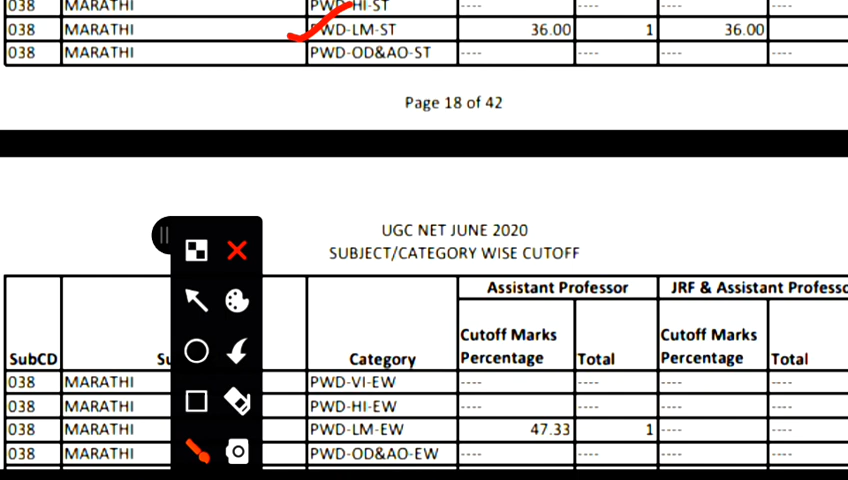 038 MARATHI PWD-HI-ST ---- ---- ---- ----
038 MARATHI PWD-LM-ST 36.00 1 36.00
038 MARATHI PWD-OD&AO-ST ---- ---- ---- ----
Page 18 of 42
UGC NET JUNE 2020
SUBJECT/CATEGORY WISE CUTOFF
Assistant Professor JRF & Assistant Professo
SubCD Category Cutoff Marks Percentage Total Cutoff Marks Percentage Total
038 MARATHI PWD-VI-EW ---- ---- ---- ----
038 MARATHI PWD-HI-EW ---- ---- ---- ----
038 MARATHI PWD-LM-EW 47.33 1 ---- ----
038 MARATHI PWD-OD&AO-EW ---- ---- ---- ----